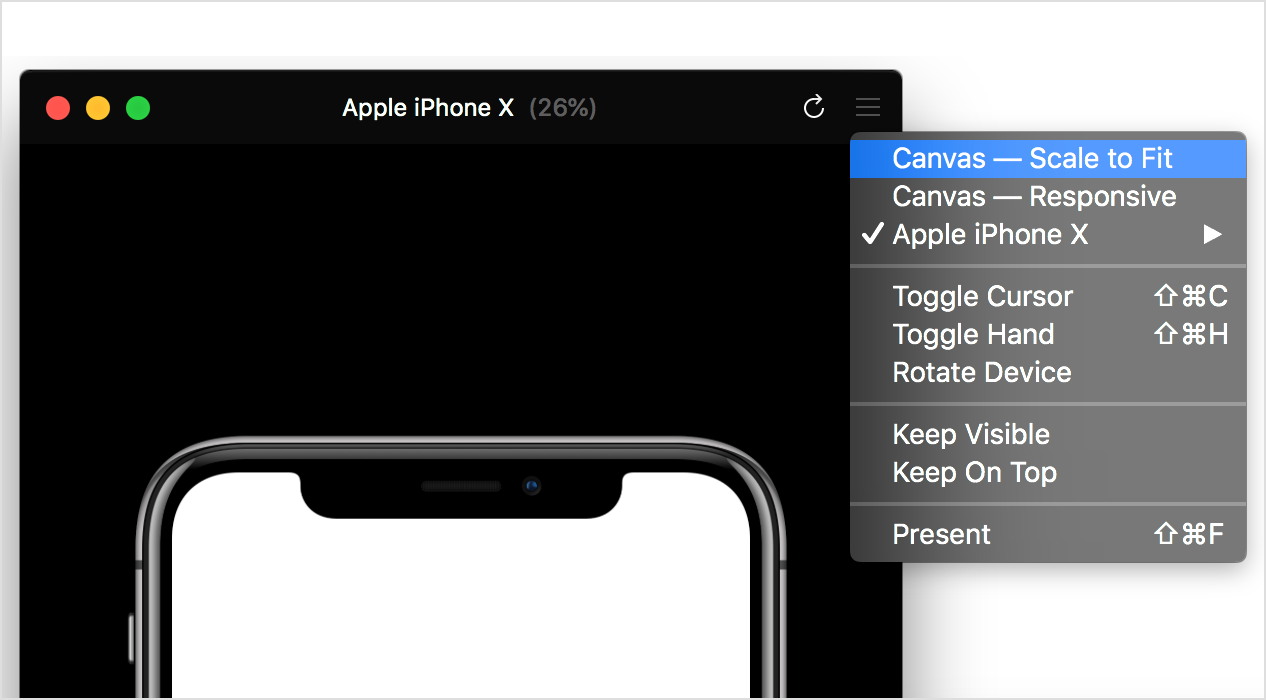 Apple iPhone X (26%)
Canvas — Scale to Fit
Canvas — Responsive
✓ Apple iPhone X ▶
Toggle Cursor ⇧⌘C
Toggle Hand ⇧⌘H
Rotate Device
Keep Visible
Keep On Top
Present ⇧⌘F